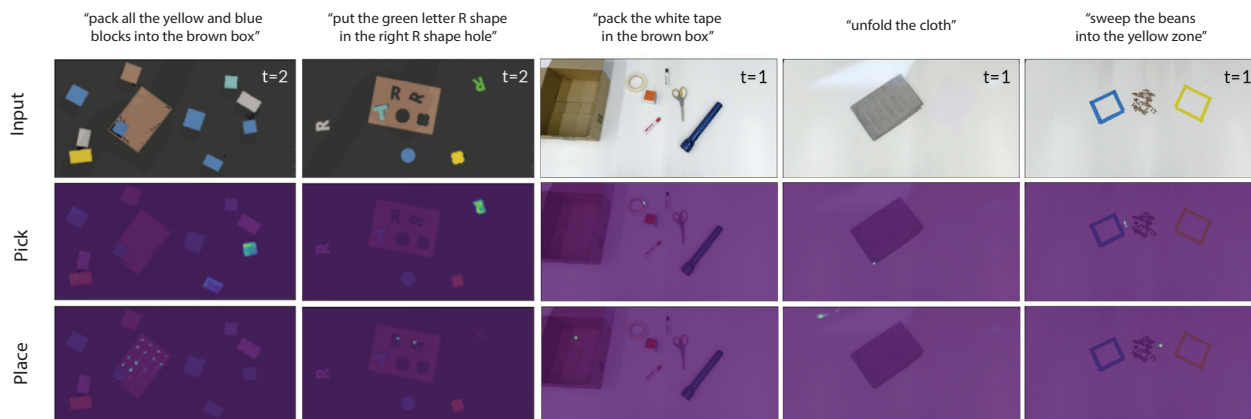 “pack all the yellow and blue
blocks into the brown box”
“put the green letter R shape
in the right R shape hole”
“pack the white tape
in the brown box”
“unfold the cloth”
“sweep the beans
into the yellow zone”
Input
t=2
R R
R
R
t=2
t=1
t=1
t=1
Pick
R R
R
R
Place
R R
R
R